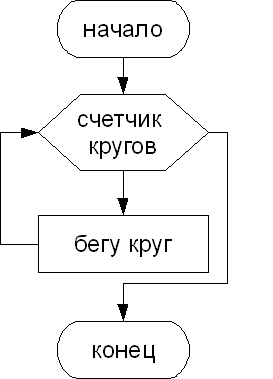 начало
счетчик
кругов
бегу круг
конец